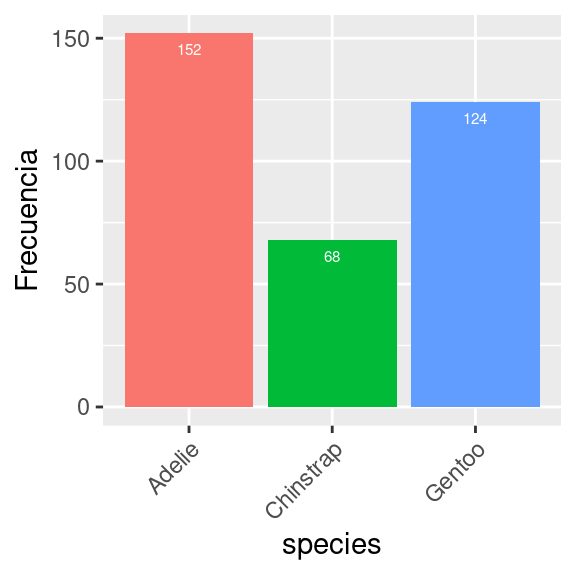 Frecuencia
150
100
50
0
152
68
124
Adelie
Chinstrap
Gentoo
species